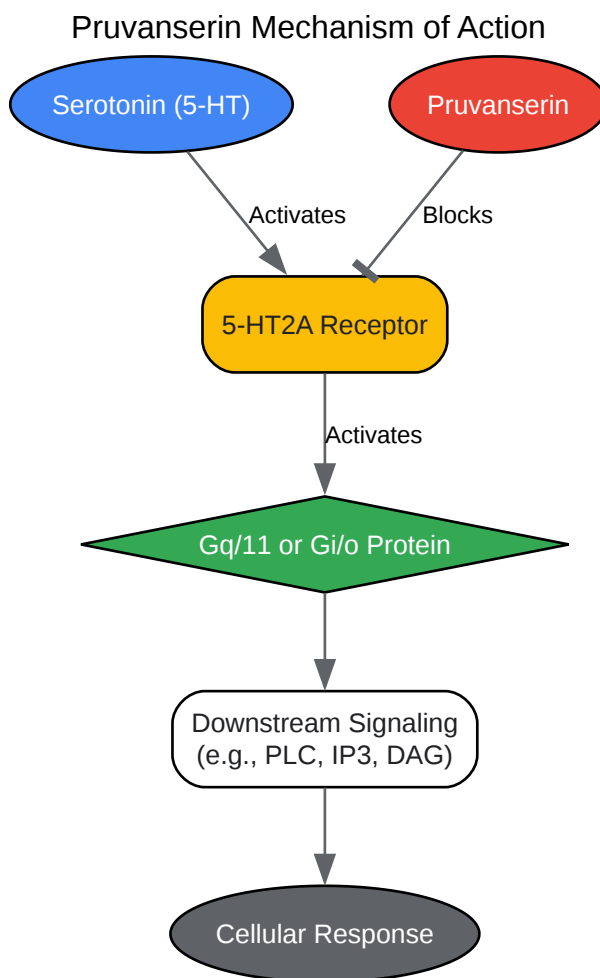 Pruvanserin Mechanism of Action
Serotonin (5-HT)
Pruvanserin
Activates
Blocks
5-HT2A Receptor
Activates
Gq/11 or Gi/o Protein
Downstream Signaling
(e.g., PLC, IP3, DAG)
Cellular Response